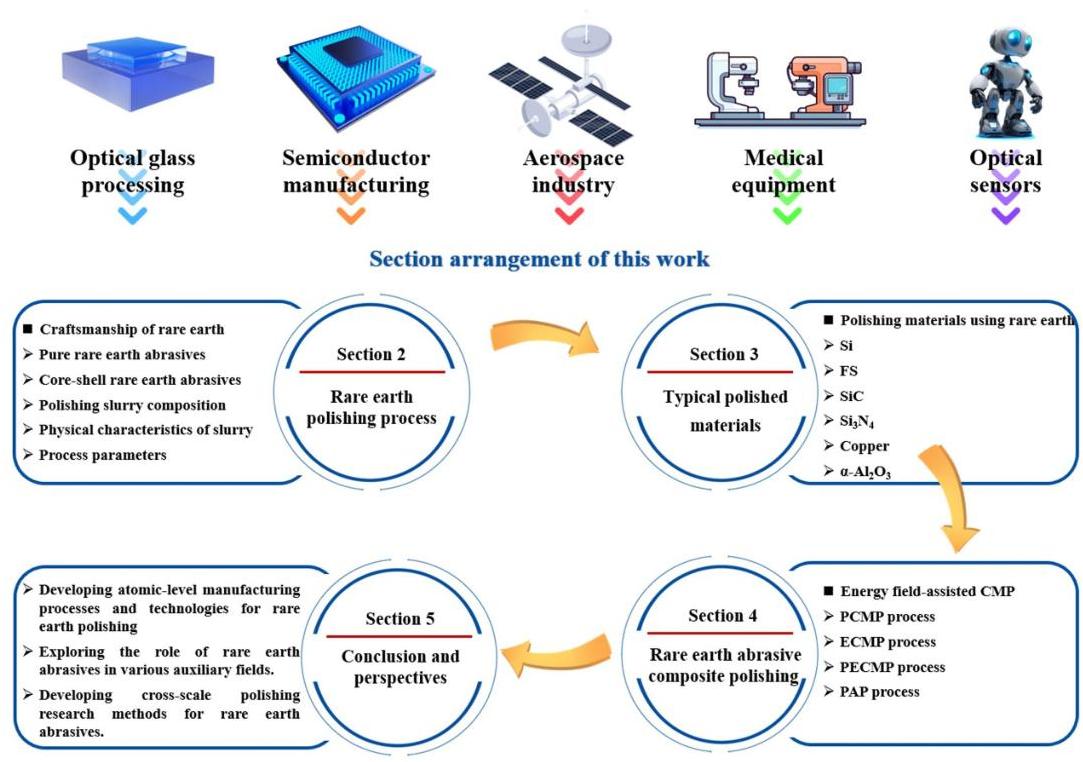 Optical glass
processing
Semiconductor
manufacturing
Aerospace
industry
Medical
equipment
Optical
sensors
Section arrangement of this work
■ Craftsmanship of rare earth
➢ Pure rare earth abrasives
➢ Core-shell rare earth abrasives
➢ Polishing slurry composition
➢ Physical characteristics of slurry
➢ Process parameters
Section 2
Rare earth
polishing process
Section 3
Typical polished
materials
■ Polishing materials using rare earth
➢ Si
➢ FS
➢ SiC
➢ Si₃N₄
➢ Copper
➢ α-Al₂O₃
➢ Developing atomic-level manufacturing
processes and technologies for rare
earth polishing
➢ Exploring the role of rare earth
abrasives in various auxiliary fields.
➢ Developing cross-scale polishing
research methods for rare earth
abrasives.
Section 5
Conclusion and
perspectives
Section 4
Rare earth abrasive
composite polishing
■ Energy field-assisted CMP
➢ PCMP process
➢ ECMP process
➢ PECMP process
➢ PAP process